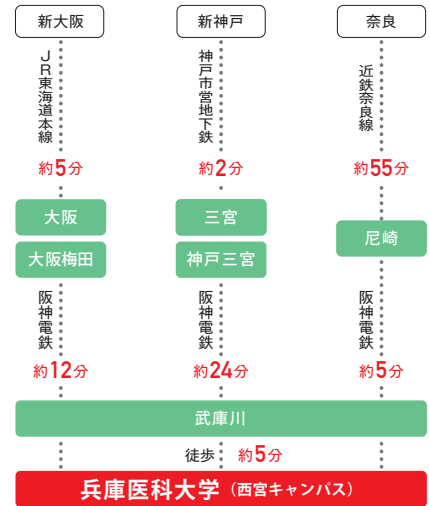 新大阪
JR東海道本線
約5分
大阪
大阪梅田
阪神電鉄
約12分
新神戸
神戸市営地下鉄
約2分
三宮
神戸三宮
阪神電鉄
約24分
奈良
近鉄奈良線
約55分
尼崎
阪神電鉄
約5分
武庫川
徒歩 約5分
兵庫医科大学（西宮キャンパス）